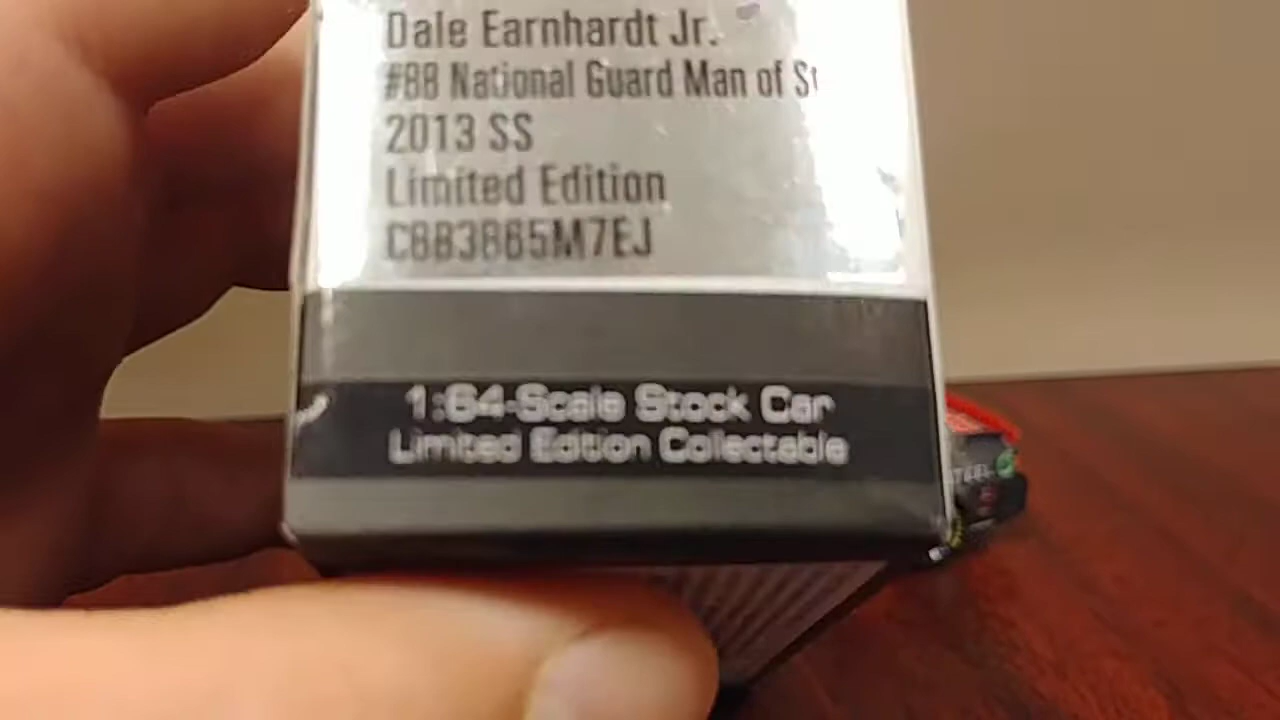 Dale Earnhardt Jr.
#88 National Guard Man of
2013 SS
Limited Edition
C883865M7EJ
1:64-Scale Stock Car
Limited Edition Collectable